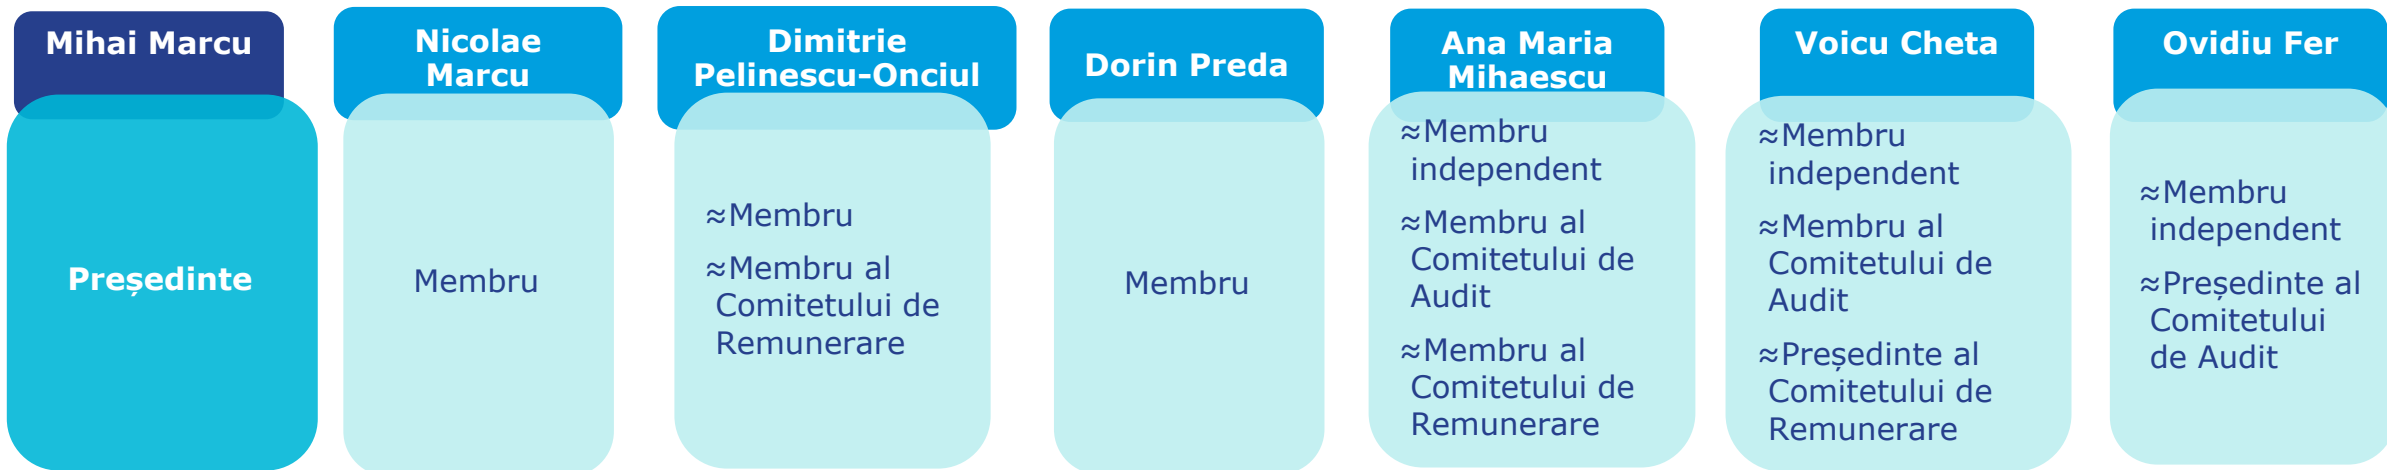 Mihai Marcu
Președinte
Nicolae
Marcu
Membru
Dimitrie
Pelinescu-Onciul
≈Membru
≈Membru al
Comitetului de
Remunerare
Dorin Preda
Membru
Ana Maria
Mihaescu
≈Membru
independent
≈Membru al
Comitetului de
Audit
≈Membru al
Comitetului de
Remunerare
Voicu Cheta
≈Membru
independent
≈Membru al
Comitetului de
Audit
≈Președinte al
Comitetului de
Remunerare
Ovidiu Fer
≈Membru
independent
≈Președinte al
Comitetului
de Audit